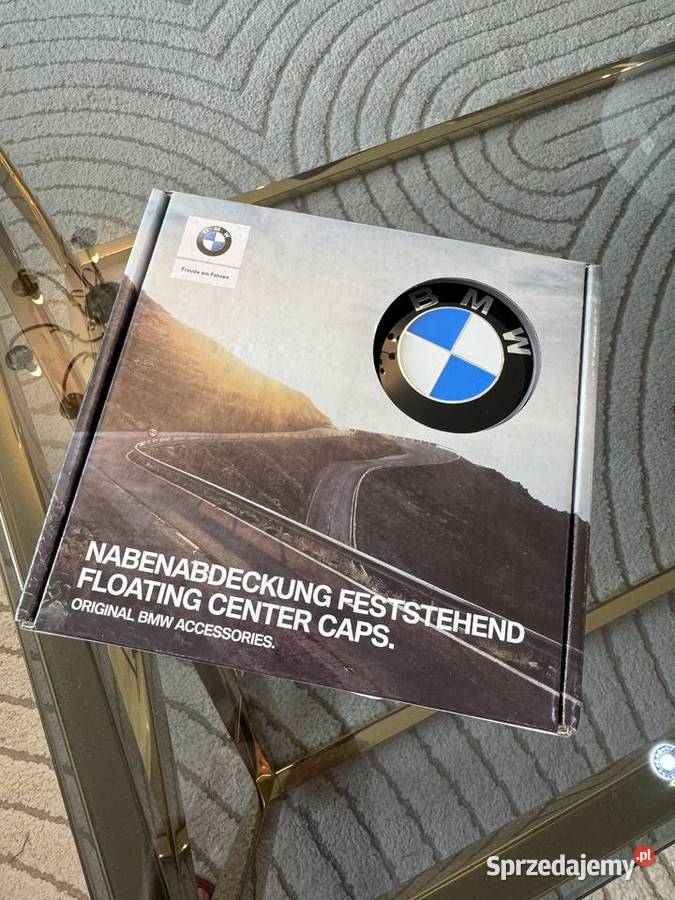 BMW
Freude am Fahren
BMW
NABENABDECKUNG FESTSTEHEND
FLOATING CENTER CAPS.
ORIGINAL BMW ACCESSORIES.
Sprzedajemy.pl